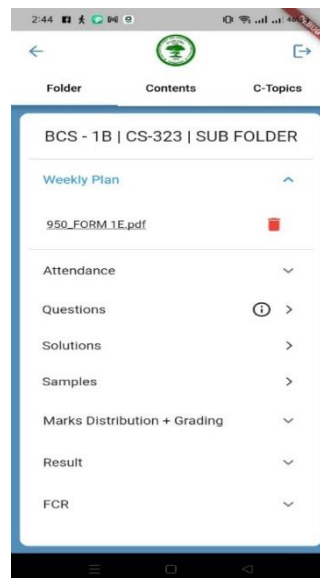 2:44
Folder Contents C-Topics
BCS - 1B | CS-323 | SUB FOLDER
Weekly Plan
950_FORM 1E.pdf
Attendance
Questions
Solutions
Samples
Marks Distribution + Grading
Result
FCR